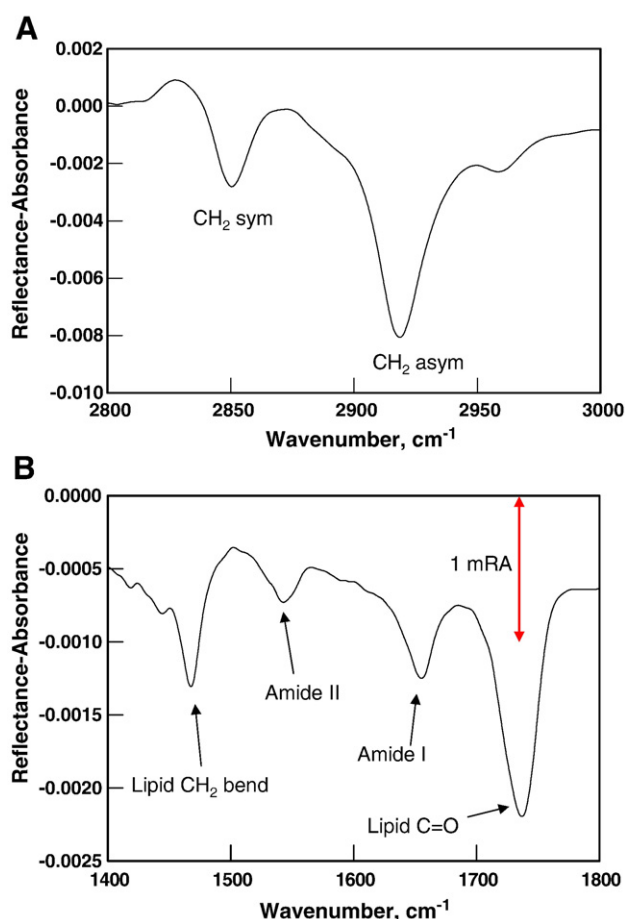 A
0.002
0.000
-0.002
-0.004
-0.006
-0.008
-0.010
Reflectance-Absorbance
CH₂ sym
CH₂ asym
2800 2850 2900 2950 3000
Wavenumber, cm⁻¹
B
0.0000
-0.0005
-0.0010
-0.0015
-0.0020
-0.0025
Reflectance-Absorbance
1 mRA
Amide II
Amide I
Lipid CH₂ bend
Lipid C=O
1400 1500 1600 1700 1800
Wavenumber, cm⁻¹